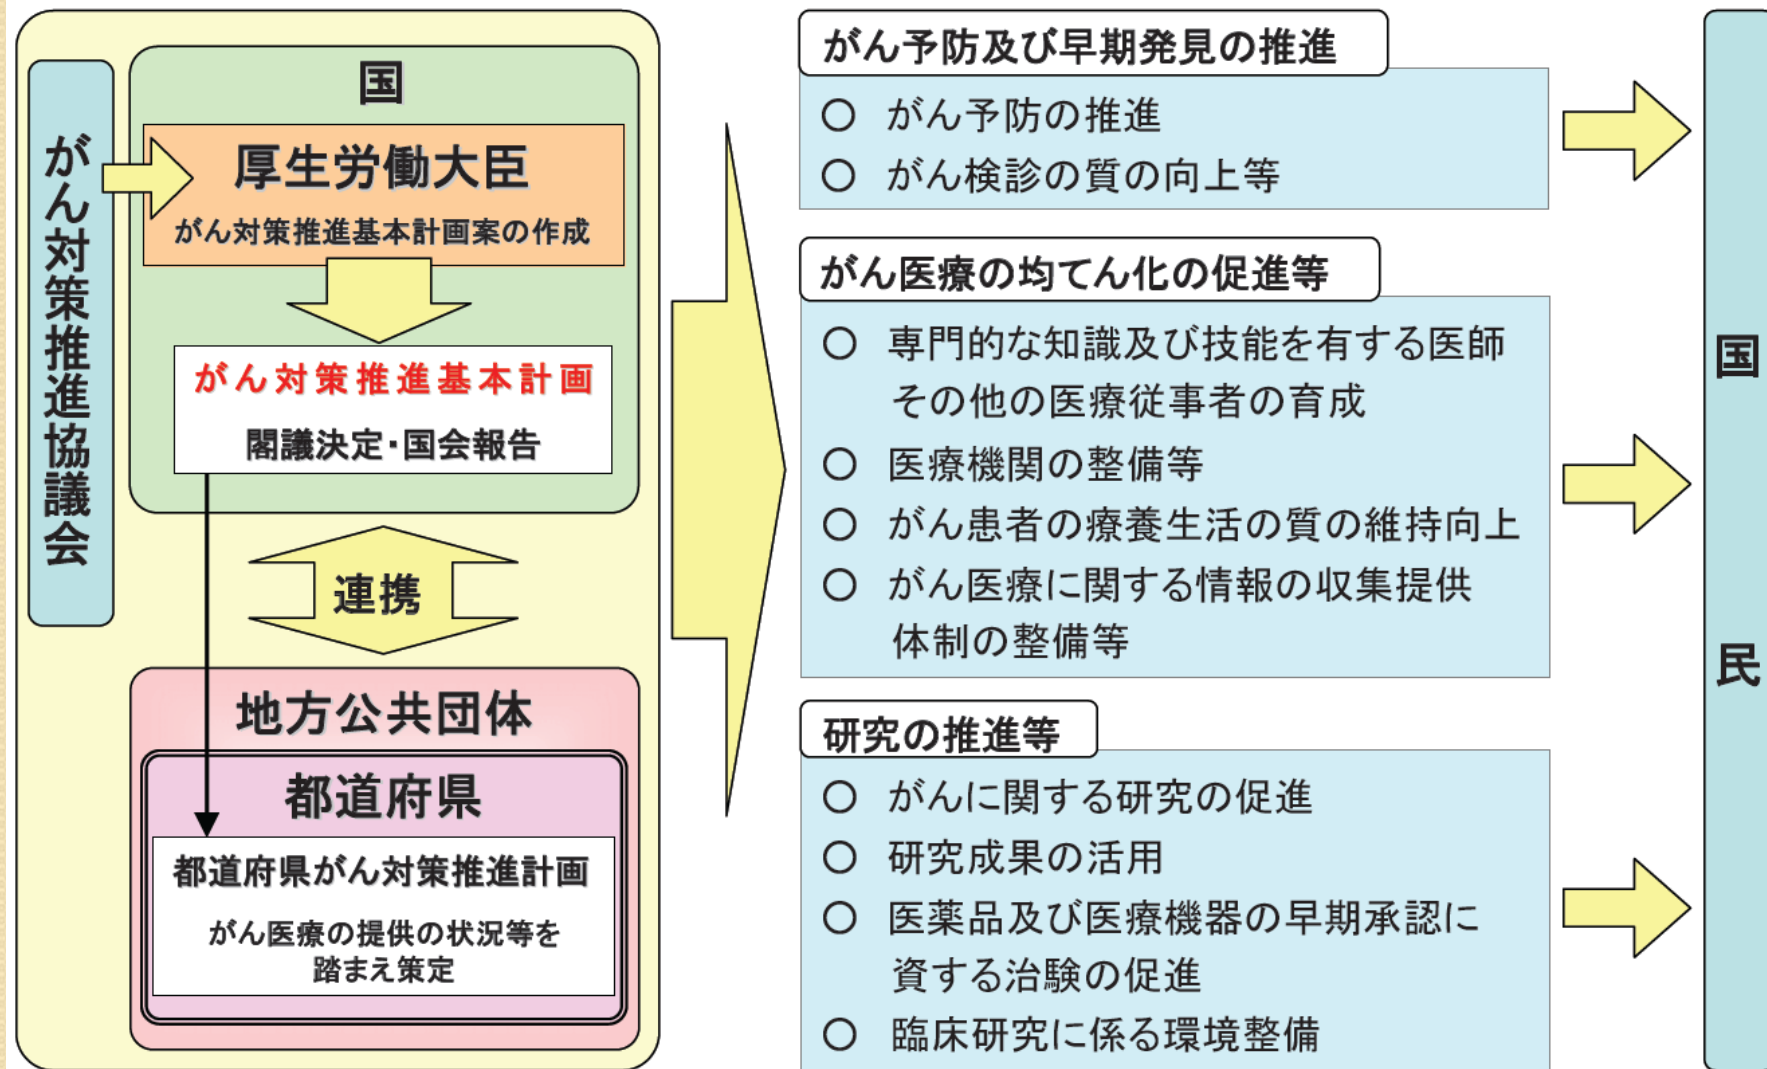 がん対策推進協議会
国
厚生労働大臣
がん対策推進基本計画案の作成
がん対策推進基本計画
閣議決定・国会報告
連携
地方公共団体
都道府県
都道府県がん対策推進計画
がん医療の提供の状況等を
踏まえ策定
がん予防及び早期発見の推進
○ がん予防の推進
○ がん検診の質の向上等
がん医療の均てん化の促進等
○ 専門的な知識及び技能を有する医師
その他の医療従事者の育成
○ 医療機関の整備等
○ がん患者の療養生活の質の維持向上
○ がん医療に関する情報の収集提供
体制の整備等
研究の推進等
○ がんに関する研究の促進
○ 研究成果の活用
○ 医薬品及び医療機器の早期承認に
資する治験の促進
○ 臨床研究に係る環境整備
国民